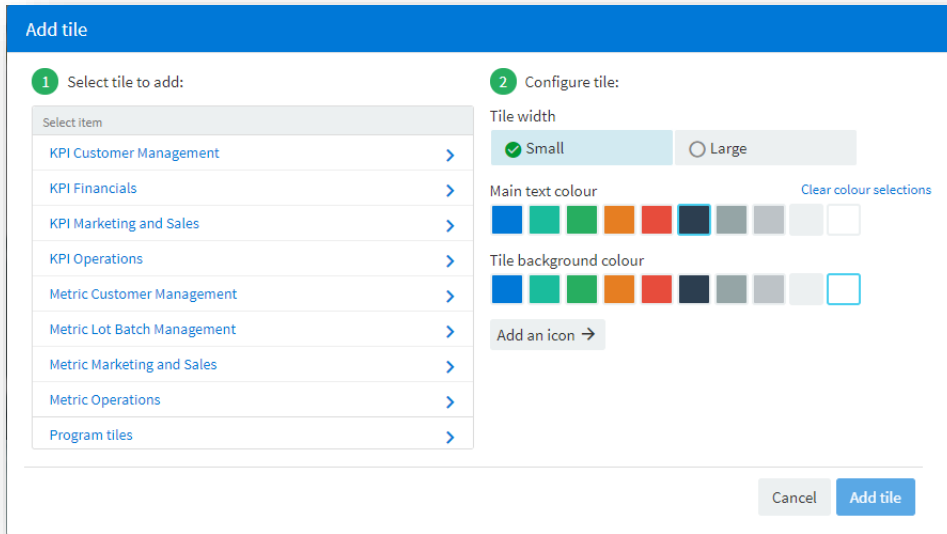 Add tile
1 Select tile to add:
Select item
KPI Customer Management
KPI Financials
KPI Marketing and Sales
KPI Operations
Metric Customer Management
Metric Lot Batch Management
Metric Marketing and Sales
Metric Operations
Program tiles
2 Configure tile:
Tile width
Small Large
Main text colour Clear colour selections
Tile background colour
Add an icon →
Cancel Add tile